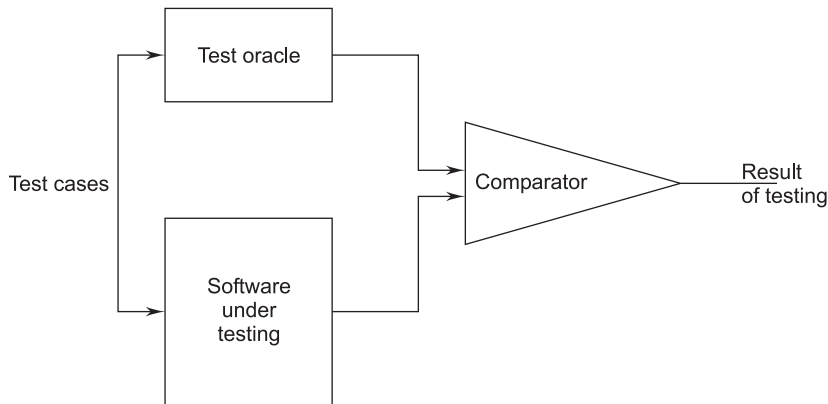 Test oracle
Test cases
Comparator
Result
of testing
Software
under
testing